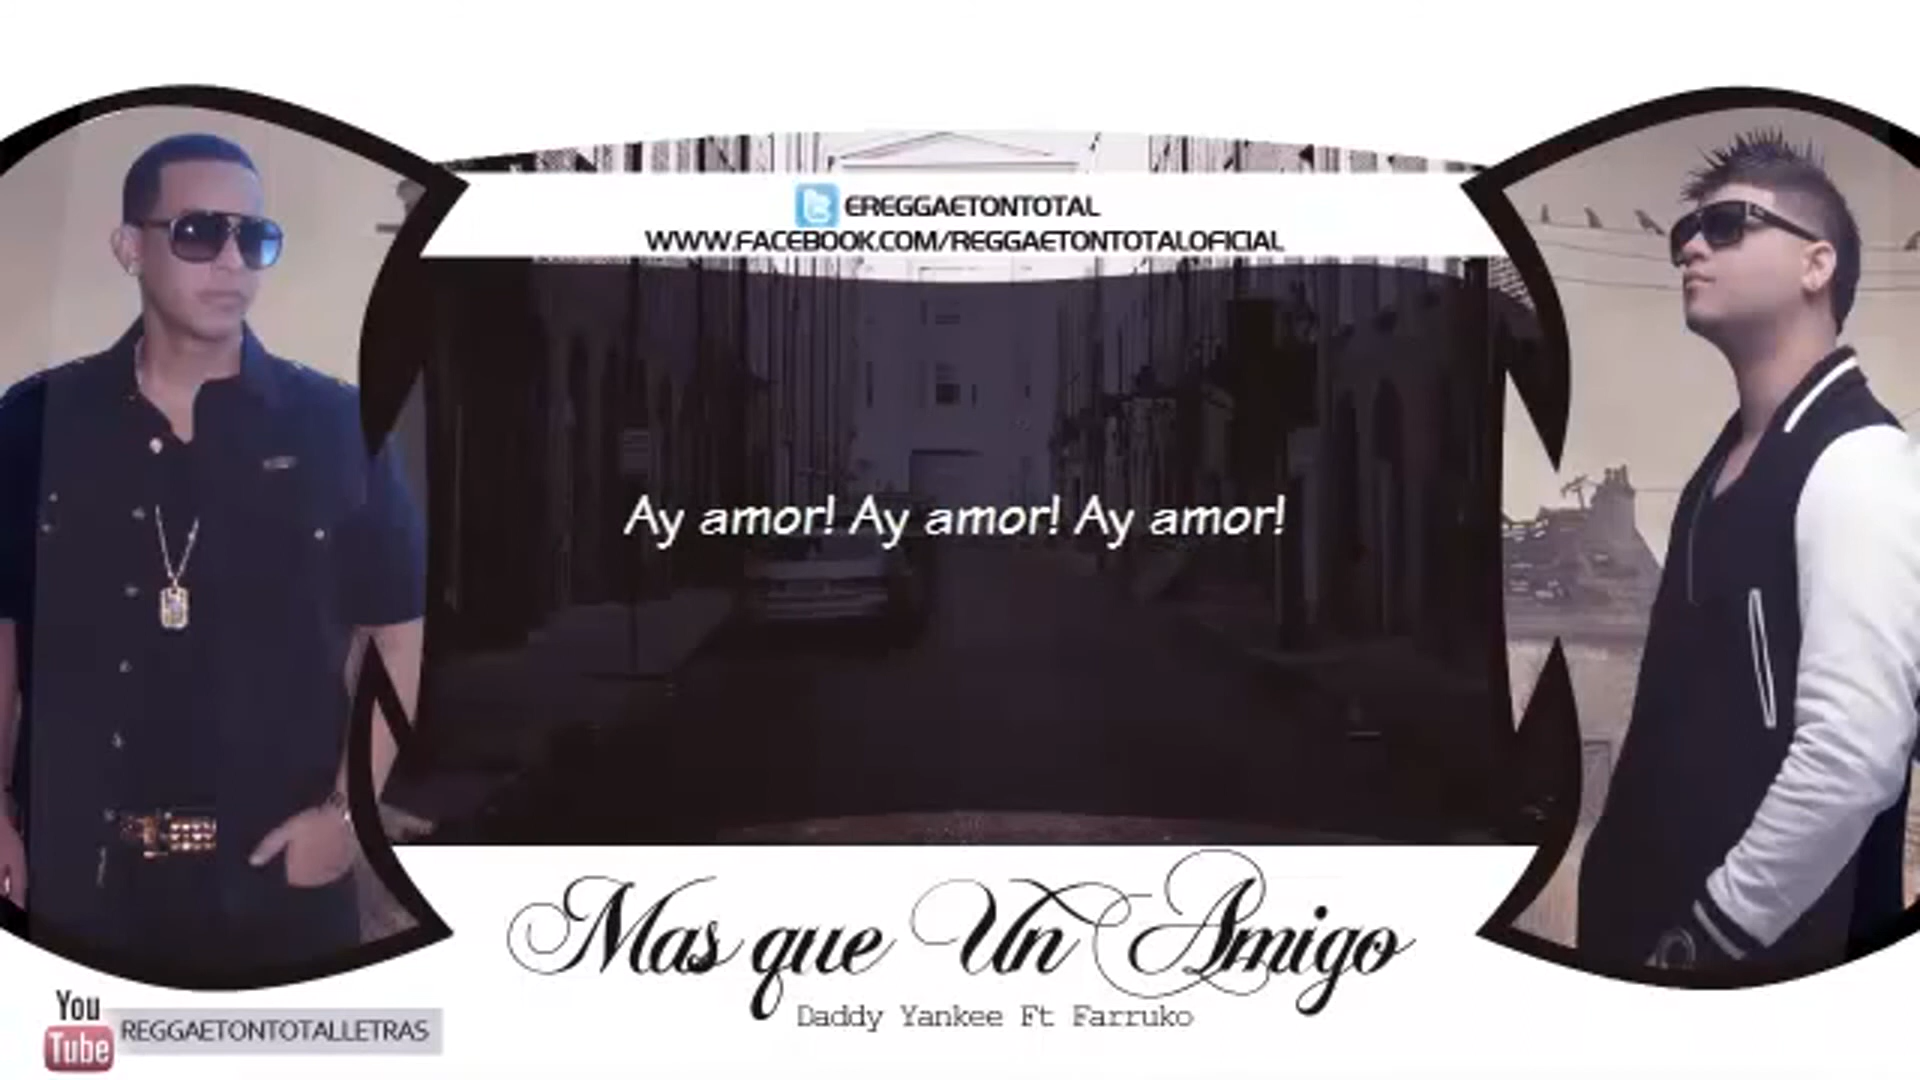 EREGGAETONTOTAL
WWW.FACEBOOK.COM/REGGAETONTOTALOFICIAL
Ay amor! Ay amor! Ay amor!
Mas que Un Amigo
Daddy Yankee Ft Farruko
You
Tube REGGAETONTOTALLETRAS